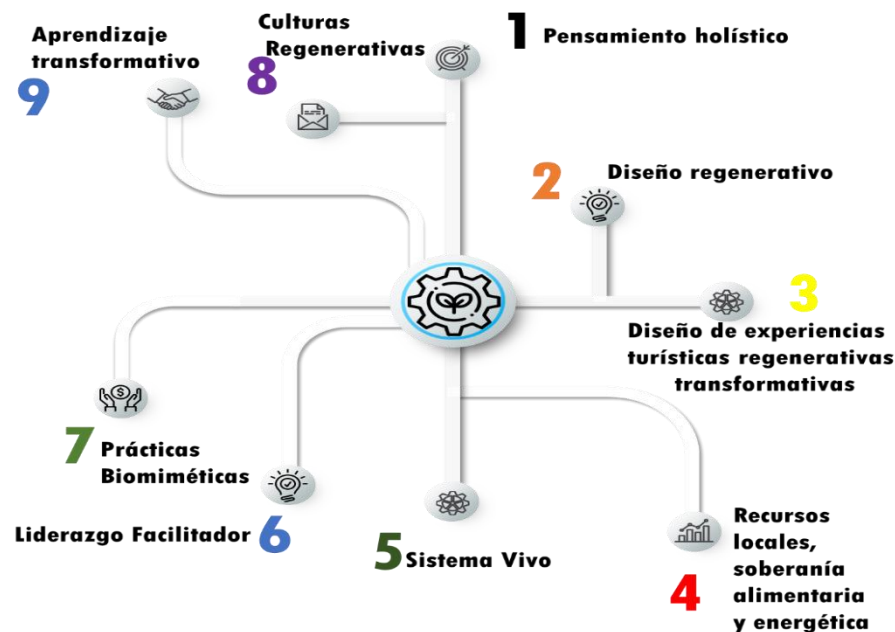 1 Pensamiento holístico
2 Diseño regenerativo
3
Diseño de experiencias
turísticas regenerativas
transformativas
4
Recursos
locales,
soberanía
alimentaria
y energética
5 Sistema Vivo
6
Liderazgo Facilitador
7 Prácticas
Biomiméticas
8
Culturas
Regenerativas
9
Aprendizaje
transformativo
$